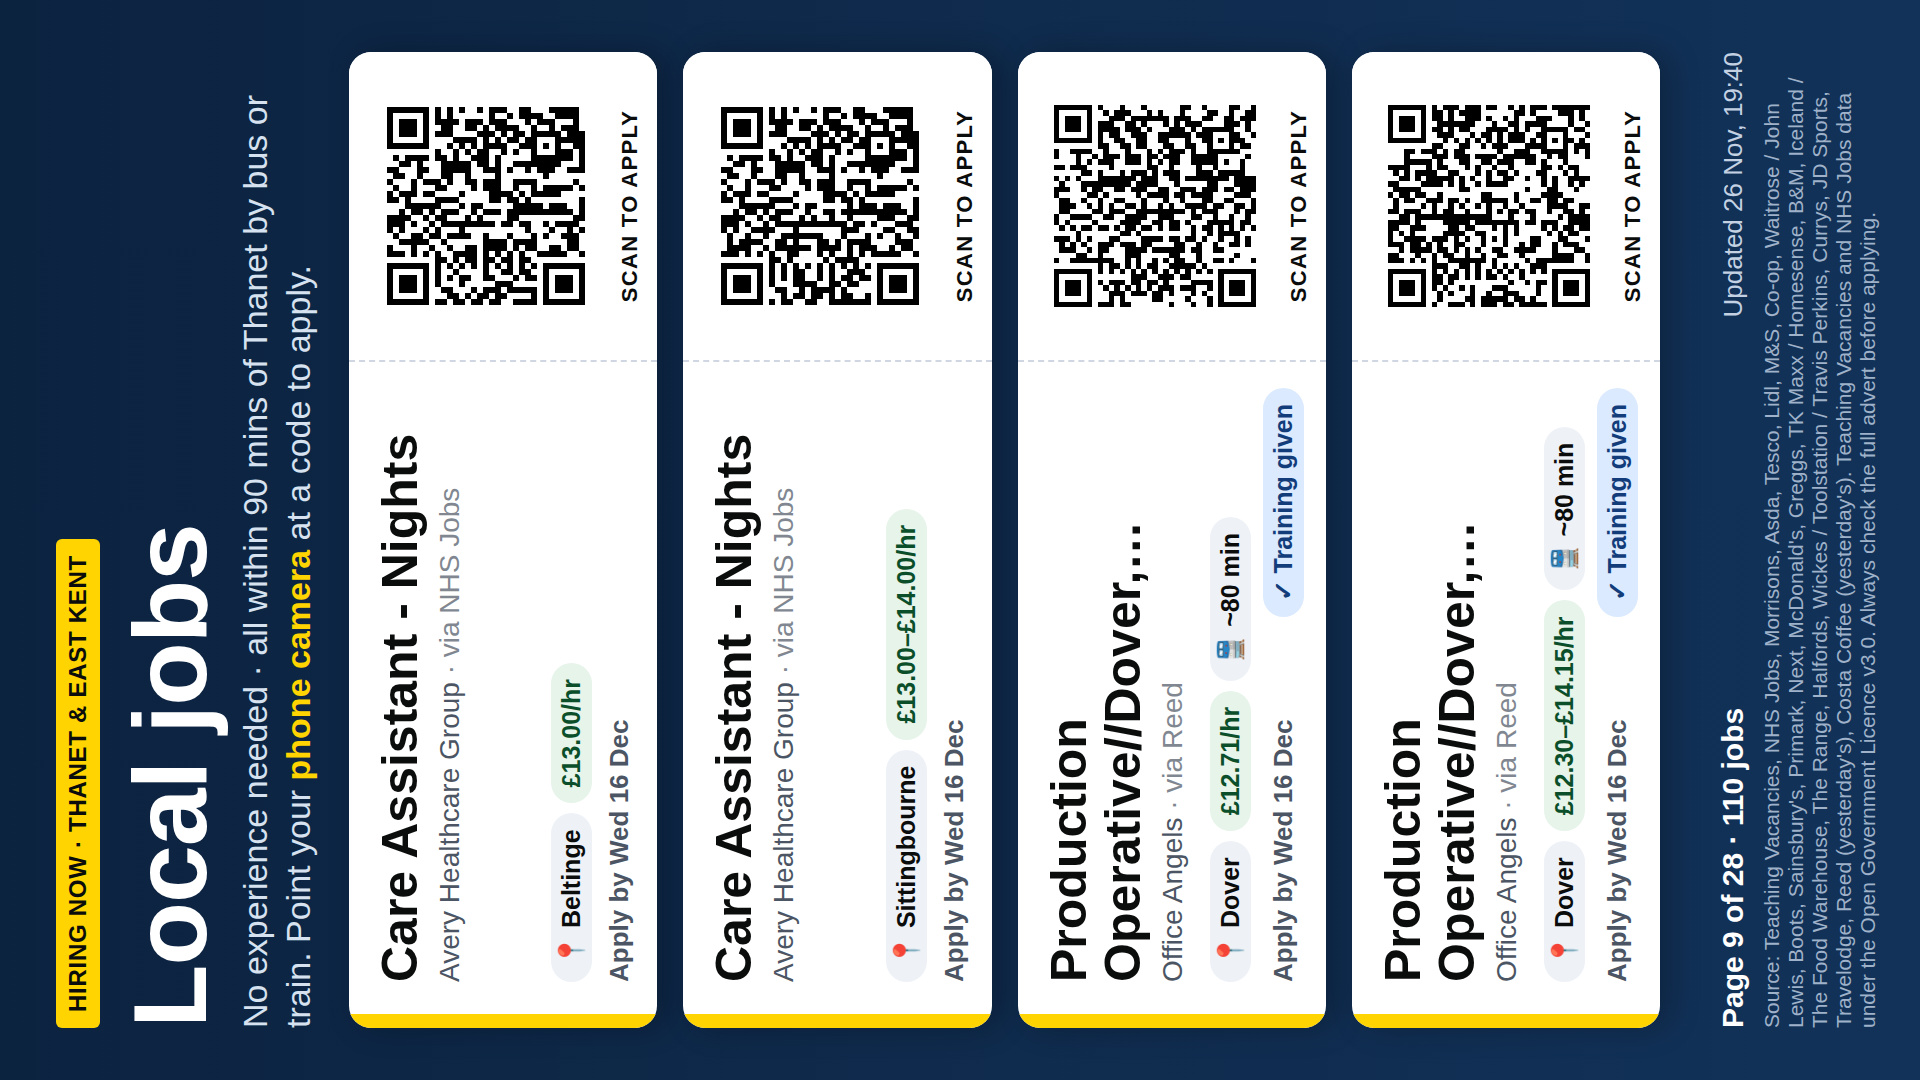 HIRING NOW · THANET & EAST KENT
Local jobs
No experience needed · all within 90 mins of Thanet by bus or
train. Point your phone camera at a code to apply.
Care Assistant - Nights
Avery Healthcare Group · via NHS Jobs
📍 Beltinge £13.00/hr
Apply by Wed 16 Dec
SCAN TO APPLY
Care Assistant - Nights
Avery Healthcare Group · via NHS Jobs
📍 Sittingbourne £13.00–£14.00/hr
Apply by Wed 16 Dec
SCAN TO APPLY
Production
Operative//Dover,…
Office Angels · via Reed
📍 Dover £12.71/hr 🚆 ~80 min
Apply by Wed 16 Dec ✓ Training given
SCAN TO APPLY
Production
Operative//Dover,…
Office Angels · via Reed
📍 Dover £12.30–£14.15/hr 🚆 ~80 min
Apply by Wed 16 Dec ✓ Training given
SCAN TO APPLY
Page 9 of 28 · 110 jobs Updated 26 Nov, 19:40
Source: Teaching Vacancies, NHS Jobs, Morrisons, Asda, Tesco, Lidl, M&S, Co-op, Waitrose / John
Lewis, Boots, Sainsbury's, Primark, Next, McDonald's, Greggs, TK Maxx / Homesense, B&M, Iceland /
The Food Warehouse, The Range, Halfords, Wickes / Toolstation / Travis Perkins, Currys, JD Sports,
Travelodge, Reed (yesterday's), Costa Coffee (yesterday's). Teaching Vacancies and NHS Jobs data
under the Open Government Licence v3.0. Always check the full advert before applying.